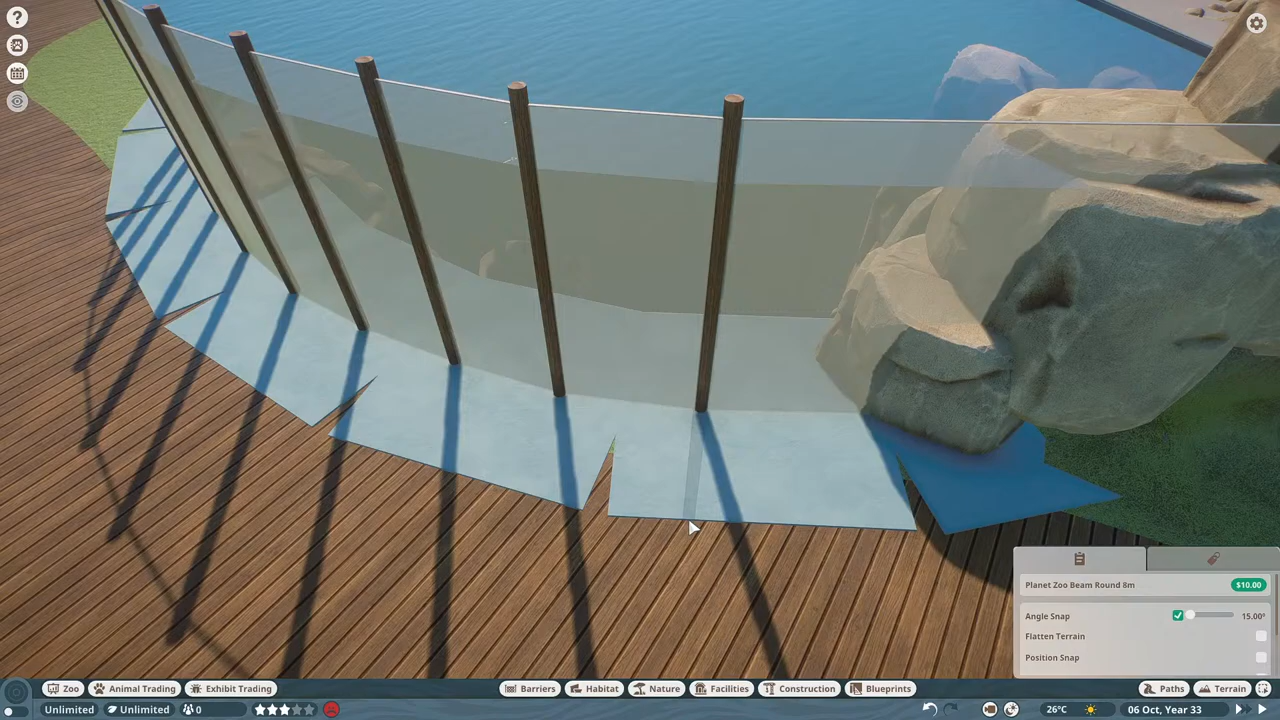 ?
Planet Zoo Beam Round 8m $10.00
Angle Snap 15.00°
Flatten Terrain
Position Snap
Zoo Animal Trading Exhibit Trading Barriers Habitat Nature Facilities Construction Blueprints Paths Terrain
Unlimited Unlimited 0 26°C 06 Oct, Year 33